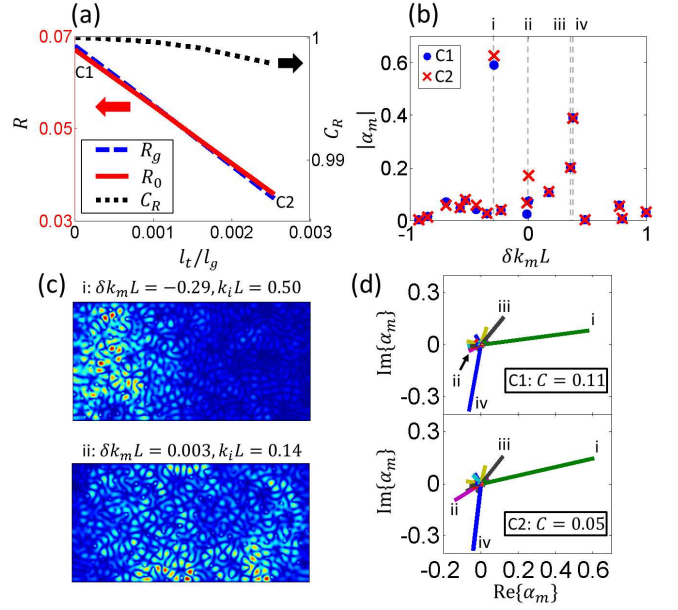 (a)
R
0.07
0.05
0.03
C1
C2
R_g
R_0
C_R
0
0.001
0.002
0.003
l_t/l_g
1
0.99
C_R
(b)
i
ii
iii
iv
C1
C2
|α_m|
0.6
0.4
0.2
0
-1
0
1
δk_mL
(c)
i: δk_mL = −0.29, k_iL = 0.50
ii: δk_mL = 0.003, k_iL = 0.14
(d)
Im{α_m}
0.3
0
-0.3
iii
i
ii
iv
C1: C = 0.11
Im{α_m}
0.3
0
-0.3
iii
i
ii
iv
C2: C = 0.05
-0.2
0
0.2
0.4
0.6
Re{α_m}